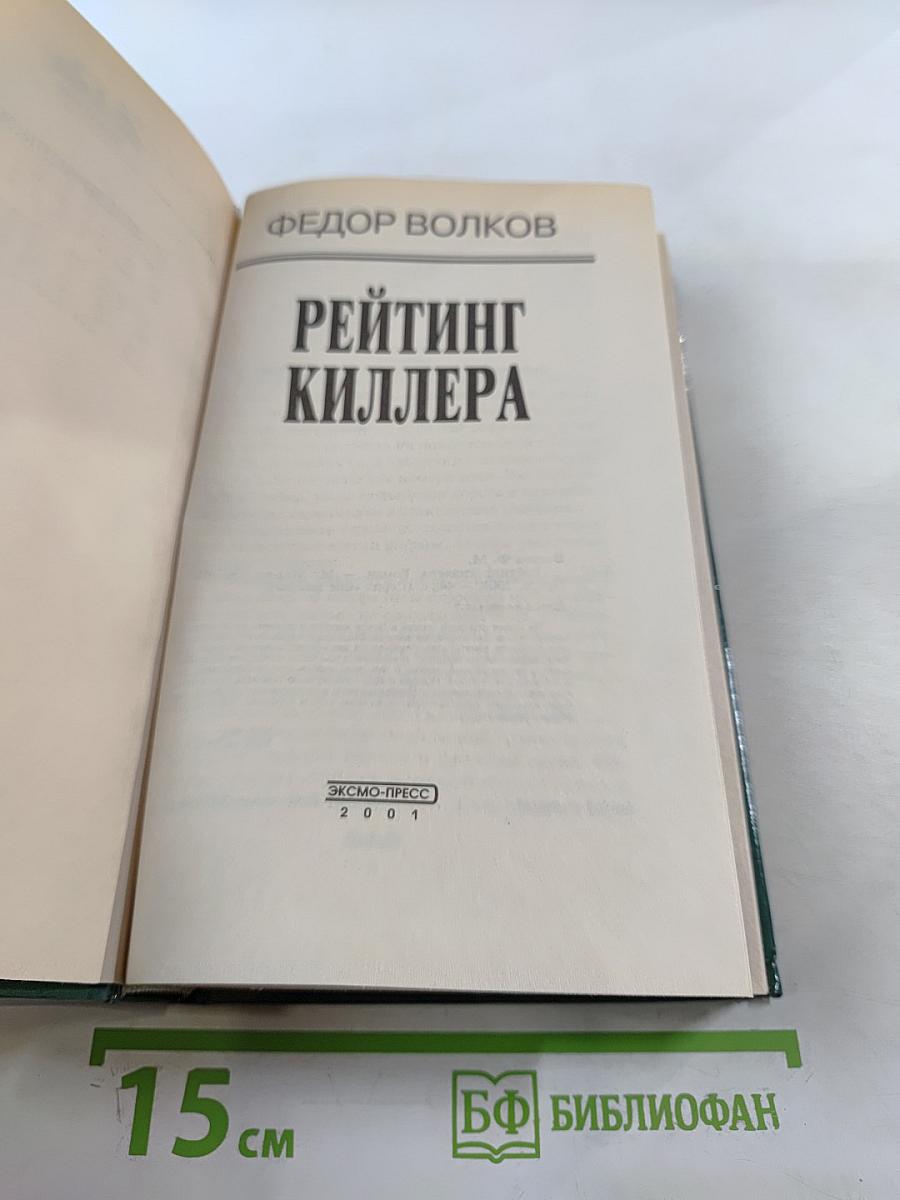 ФЕДОР ВОЛКОВ
РЕЙТИНГ
КИЛЛЕРА
ЭКСМО-ПРЕСС
2001
15 см
БФ БИБЛИОФАН